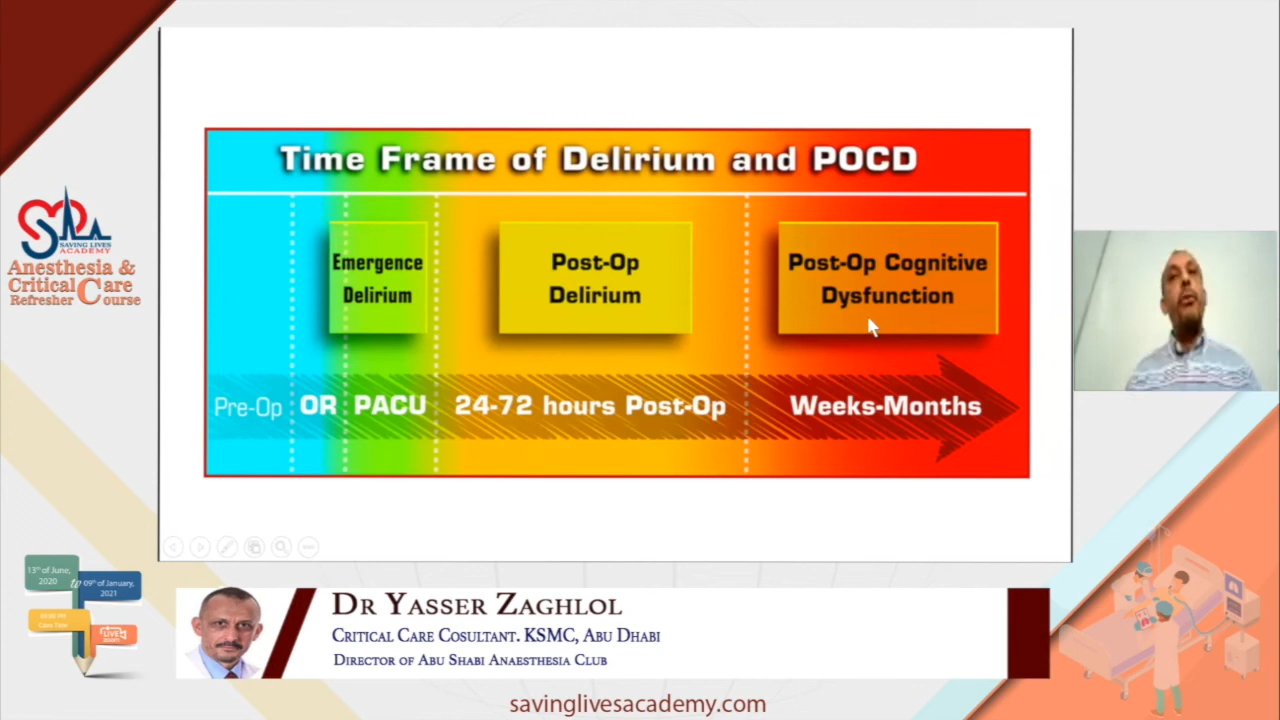 Time Frame of Delirium and POCD
Emergence
Delirium
Post-Op
Delirium
Post-Op Cognitive
Dysfunction
Pre-Op
OR
PACU
24-72 hours Post-Op
Weeks-Months
SAVING LIVES
ACADEMY
Anesthesia &
Critical Care
Refresher Course
13th of June,
2020
to
09th of January,
2021
LIVE
DR YASSER ZAGHLOL
CRITICAL CARE COSULTANT. KSMC, ABU DHABI
DIRECTOR OF ABU SHABI ANAESTHESIA CLUB
savinglivesacademy.com